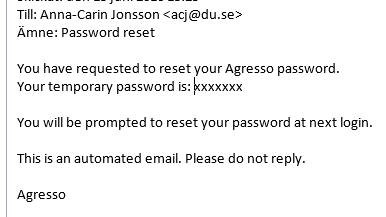 Till: Anna-Carin Jonsson <acj@du.se>
Ämne: Password reset
You have requested to reset your Agresso password.
Your temporary password is: xxxxxxx
You will be prompted to reset your password at next login.
This is an automated email. Please do not reply.
Agresso